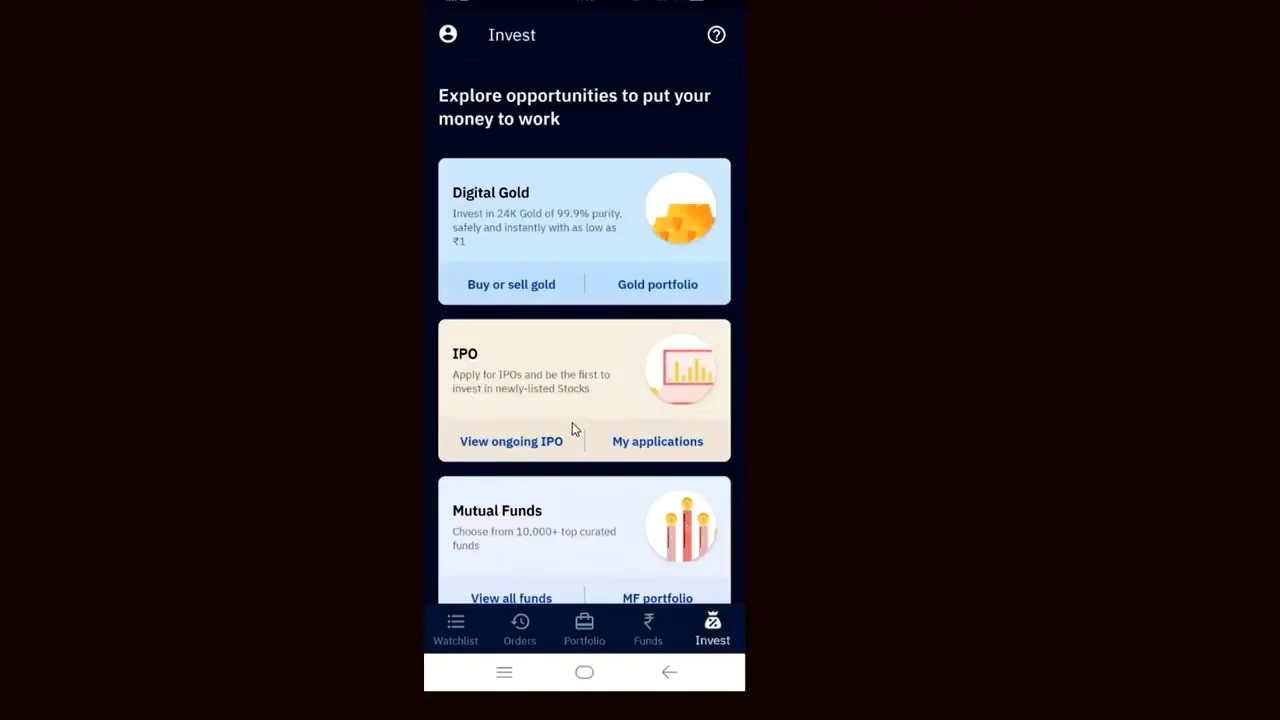 Invest
Explore opportunities to put your
money to work
Digital Gold
Invest in 24K Gold of 99.9% purity,
safely and instantly with as low as
₹1
Buy or sell gold
Gold portfolio
IPO
Apply for IPOs and be the first to
invest in newly-listed Stocks
View ongoing IPO
My applications
Mutual Funds
Choose from 10,000+ top curated
funds
View all funds
MF portfolio
Watchlist
Orders
Portfolio
Funds
Invest